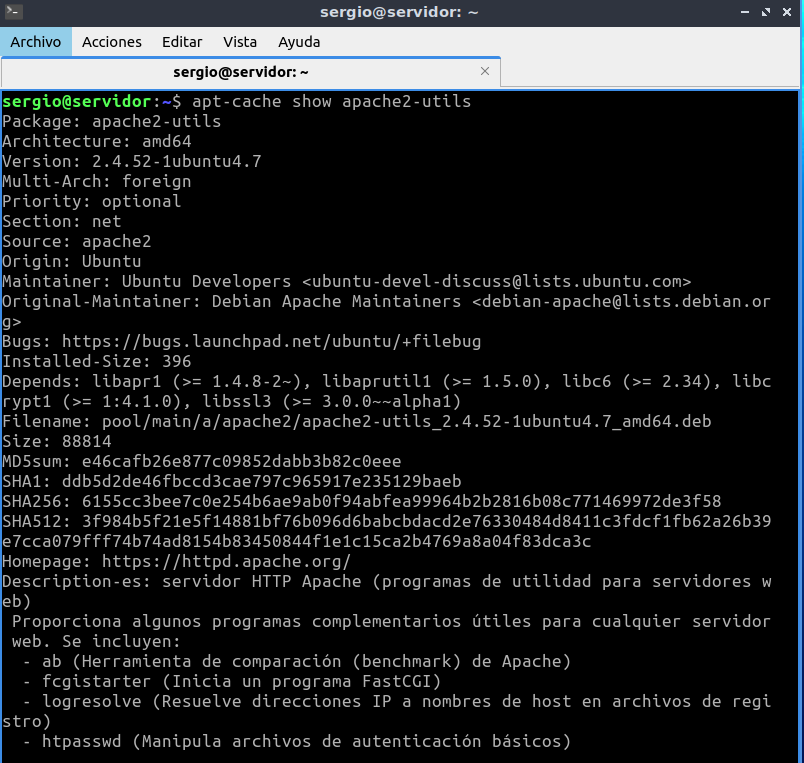 sergio@servidor: ~
Archivo Acciones Editar Vista Ayuda
sergio@servidor: ~
sergio@servidor:~$ apt-cache show apache2-utils
Package: apache2-utils
Architecture: amd64
Version: 2.4.52-1ubuntu4.7
Multi-Arch: foreign
Priority: optional
Section: net
Source: apache2
Origin: Ubuntu
Maintainer: Ubuntu Developers <ubuntu-devel-discuss@lists.ubuntu.com>
Original-Maintainer: Debian Apache Maintainers <debian-apache@lists.debian.or
g>
Bugs: https://bugs.launchpad.net/ubuntu/+filebug
Installed-Size: 396
Depends: libapr1 (>= 1.4.8-2~), libaprutil1 (>= 1.5.0), libc6 (>= 2.34), libc
rypt1 (>= 1:4.1.0), libssl3 (>= 3.0.0~~alpha1)
Filename: pool/main/a/apache2/apache2-utils_2.4.52-1ubuntu4.7_amd64.deb
Size: 88814
MD5sum: e46cafb26e877c09852dabb3b82c0eee
SHA1: ddb5d2de46fbccd3cae797c965917e235129baeb
SHA256: 6155cc3bee7c0e254b6ae9ab0f94abfea99964b2b2816b08c771469972de3f58
SHA512: 3f984b5f21e5f14881bf76b096d6babcbdacd2e76330484d8411c3fdcf1fb62a26b39
e7cca079fff74b74ad8154b83450844f1e1c15ca2b4769a8a04f83dca3c
Homepage: https://httpd.apache.org/
Description-es: servidor HTTP Apache (programas de utilidad para servidores w
eb)
Proporciona algunos programas complementarios útiles para cualquier servidor
web. Se incluyen:
- ab (Herramienta de comparación (benchmark) de Apache)
- fcgistarter (Inicia un programa FastCGI)
- logresolve (Resuelve direcciones IP a nombres de host en archivos de regi
stro)
- htpasswd (Manipula archivos de autenticación básicos)